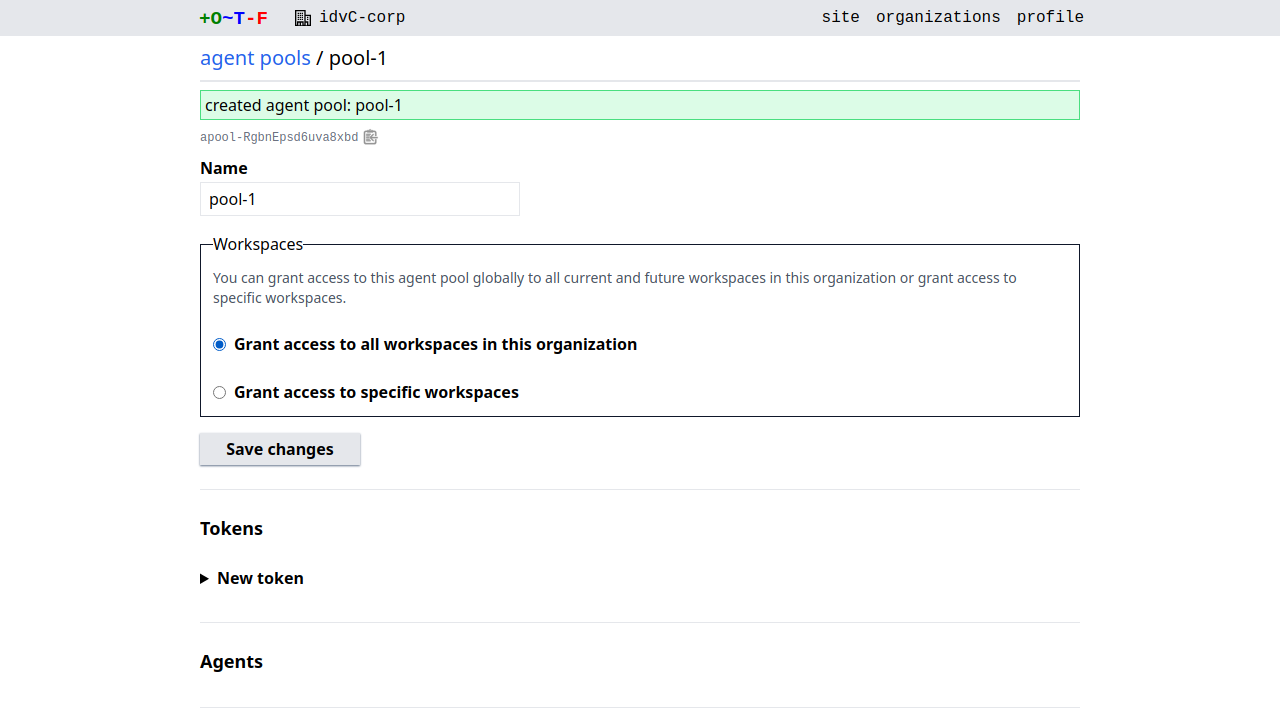 +O~T-F idvC-corp site organizations profile
agent pools / pool-1
created agent pool: pool-1
apool-RgbnEpsd6uva8xbd
Name
pool-1
Workspaces
You can grant access to this agent pool globally to all current and future workspaces in this organization or grant access to
specific workspaces.
Grant access to all workspaces in this organization
Grant access to specific workspaces
Save changes
Tokens
New token
Agents